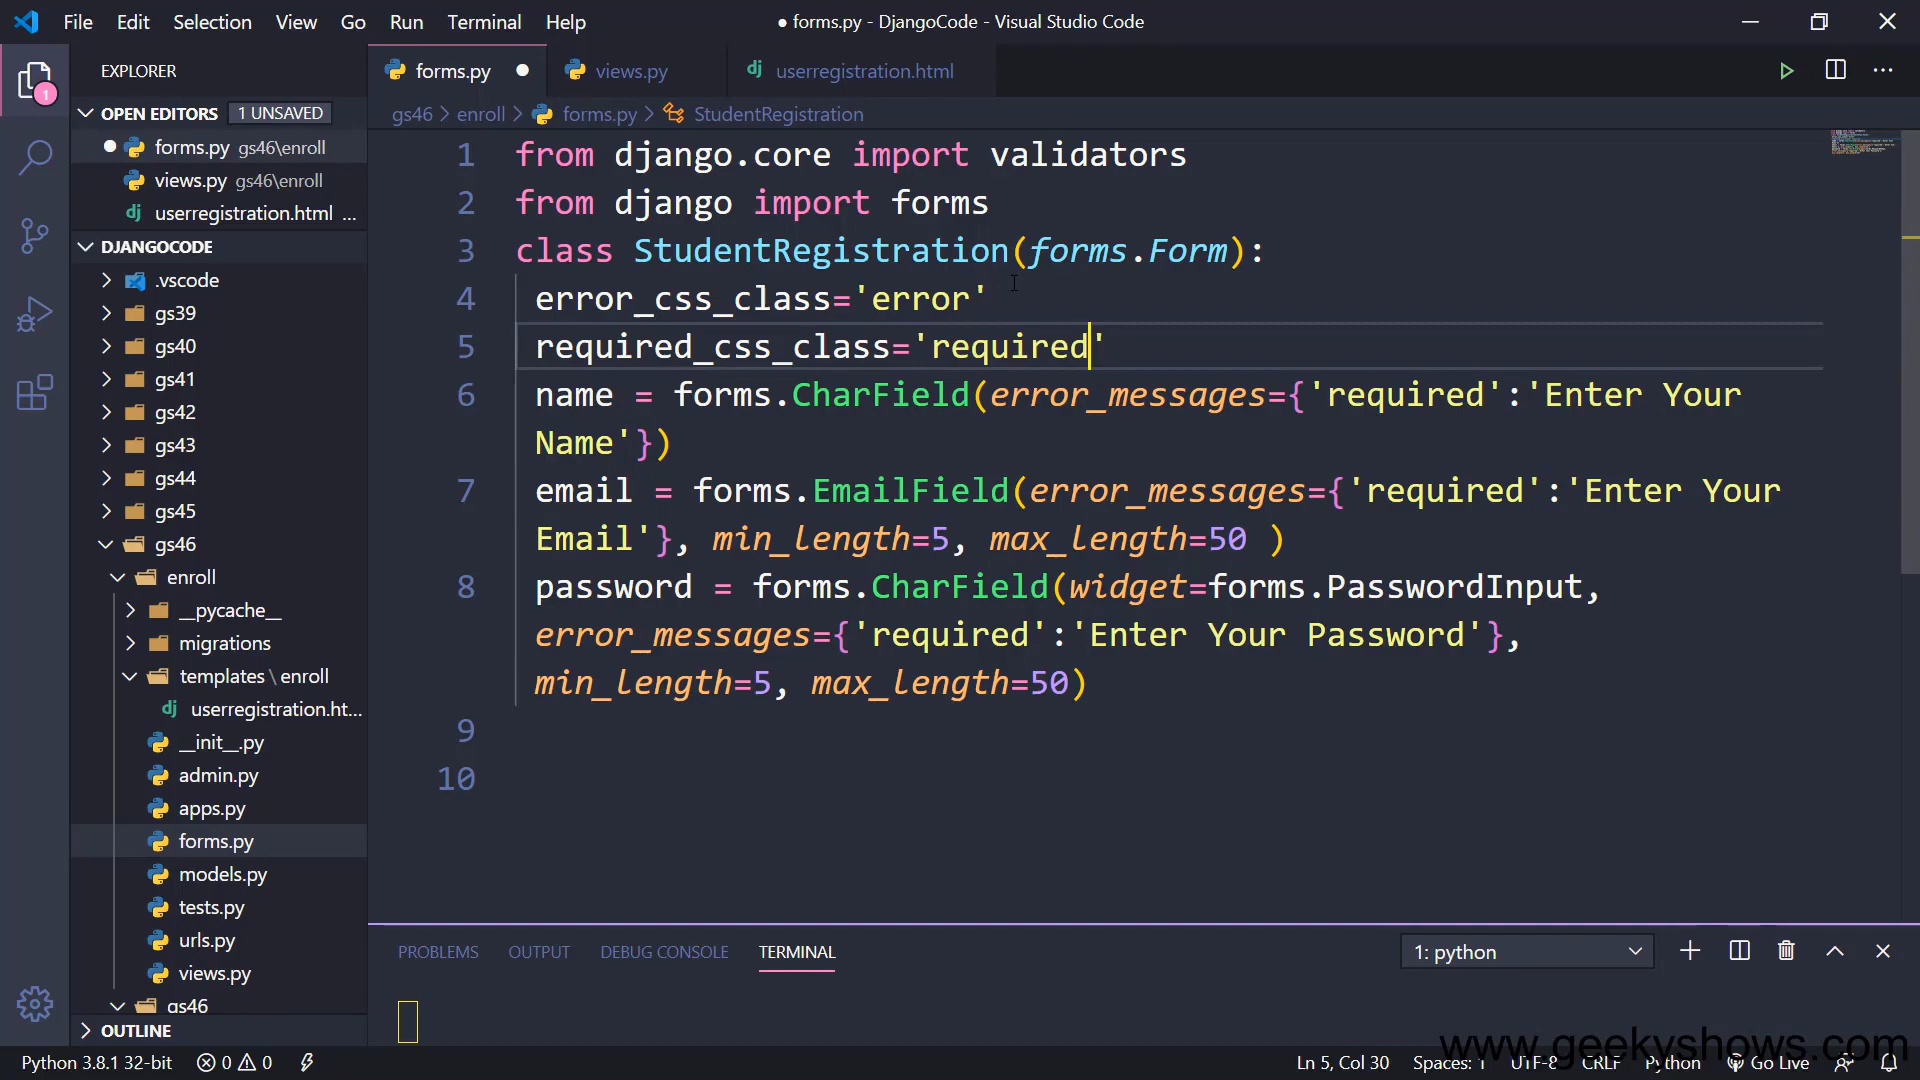 File Edit Selection View Go Run Terminal Help
● forms.py - DjangoCode - Visual Studio Code
EXPLORER
OPEN EDITORS 1 UNSAVED
forms.py gs46\enroll
views.py gs46\enroll
userregistration.html ...
DJANGOCODE
.vscode
gs39
gs40
gs41
gs42
gs43
gs44
gs45
gs46
enroll
__pycache__
migrations
templates \ enroll
userregistration.ht...
__init__.py
admin.py
apps.py
forms.py
models.py
tests.py
urls.py
views.py
gs46
OUTLINE
1
forms.py ● views.py userregistration.html
gs46 > enroll > forms.py > StudentRegistration
1 from django.core import validators
2 from django import forms
3 class StudentRegistration(forms.Form):
4 error_css_class='error'
5 required_css_class='required'
6 name = forms.CharField(error_messages={'required':'Enter Your
Name'})
7 email = forms.EmailField(error_messages={'required':'Enter Your
Email'}, min_length=5, max_length=50 )
8 password = forms.CharField(widget=forms.PasswordInput,
error_messages={'required':'Enter Your Password'},
min_length=5, max_length=50)
9
10
PROBLEMS OUTPUT DEBUG CONSOLE TERMINAL 1: python
www.geekyshows.com
Python 3.8.1 32-bit 0 0 Ln 5, Col 30 Spaces: 1 UTF-8 CRLF Python Go Live